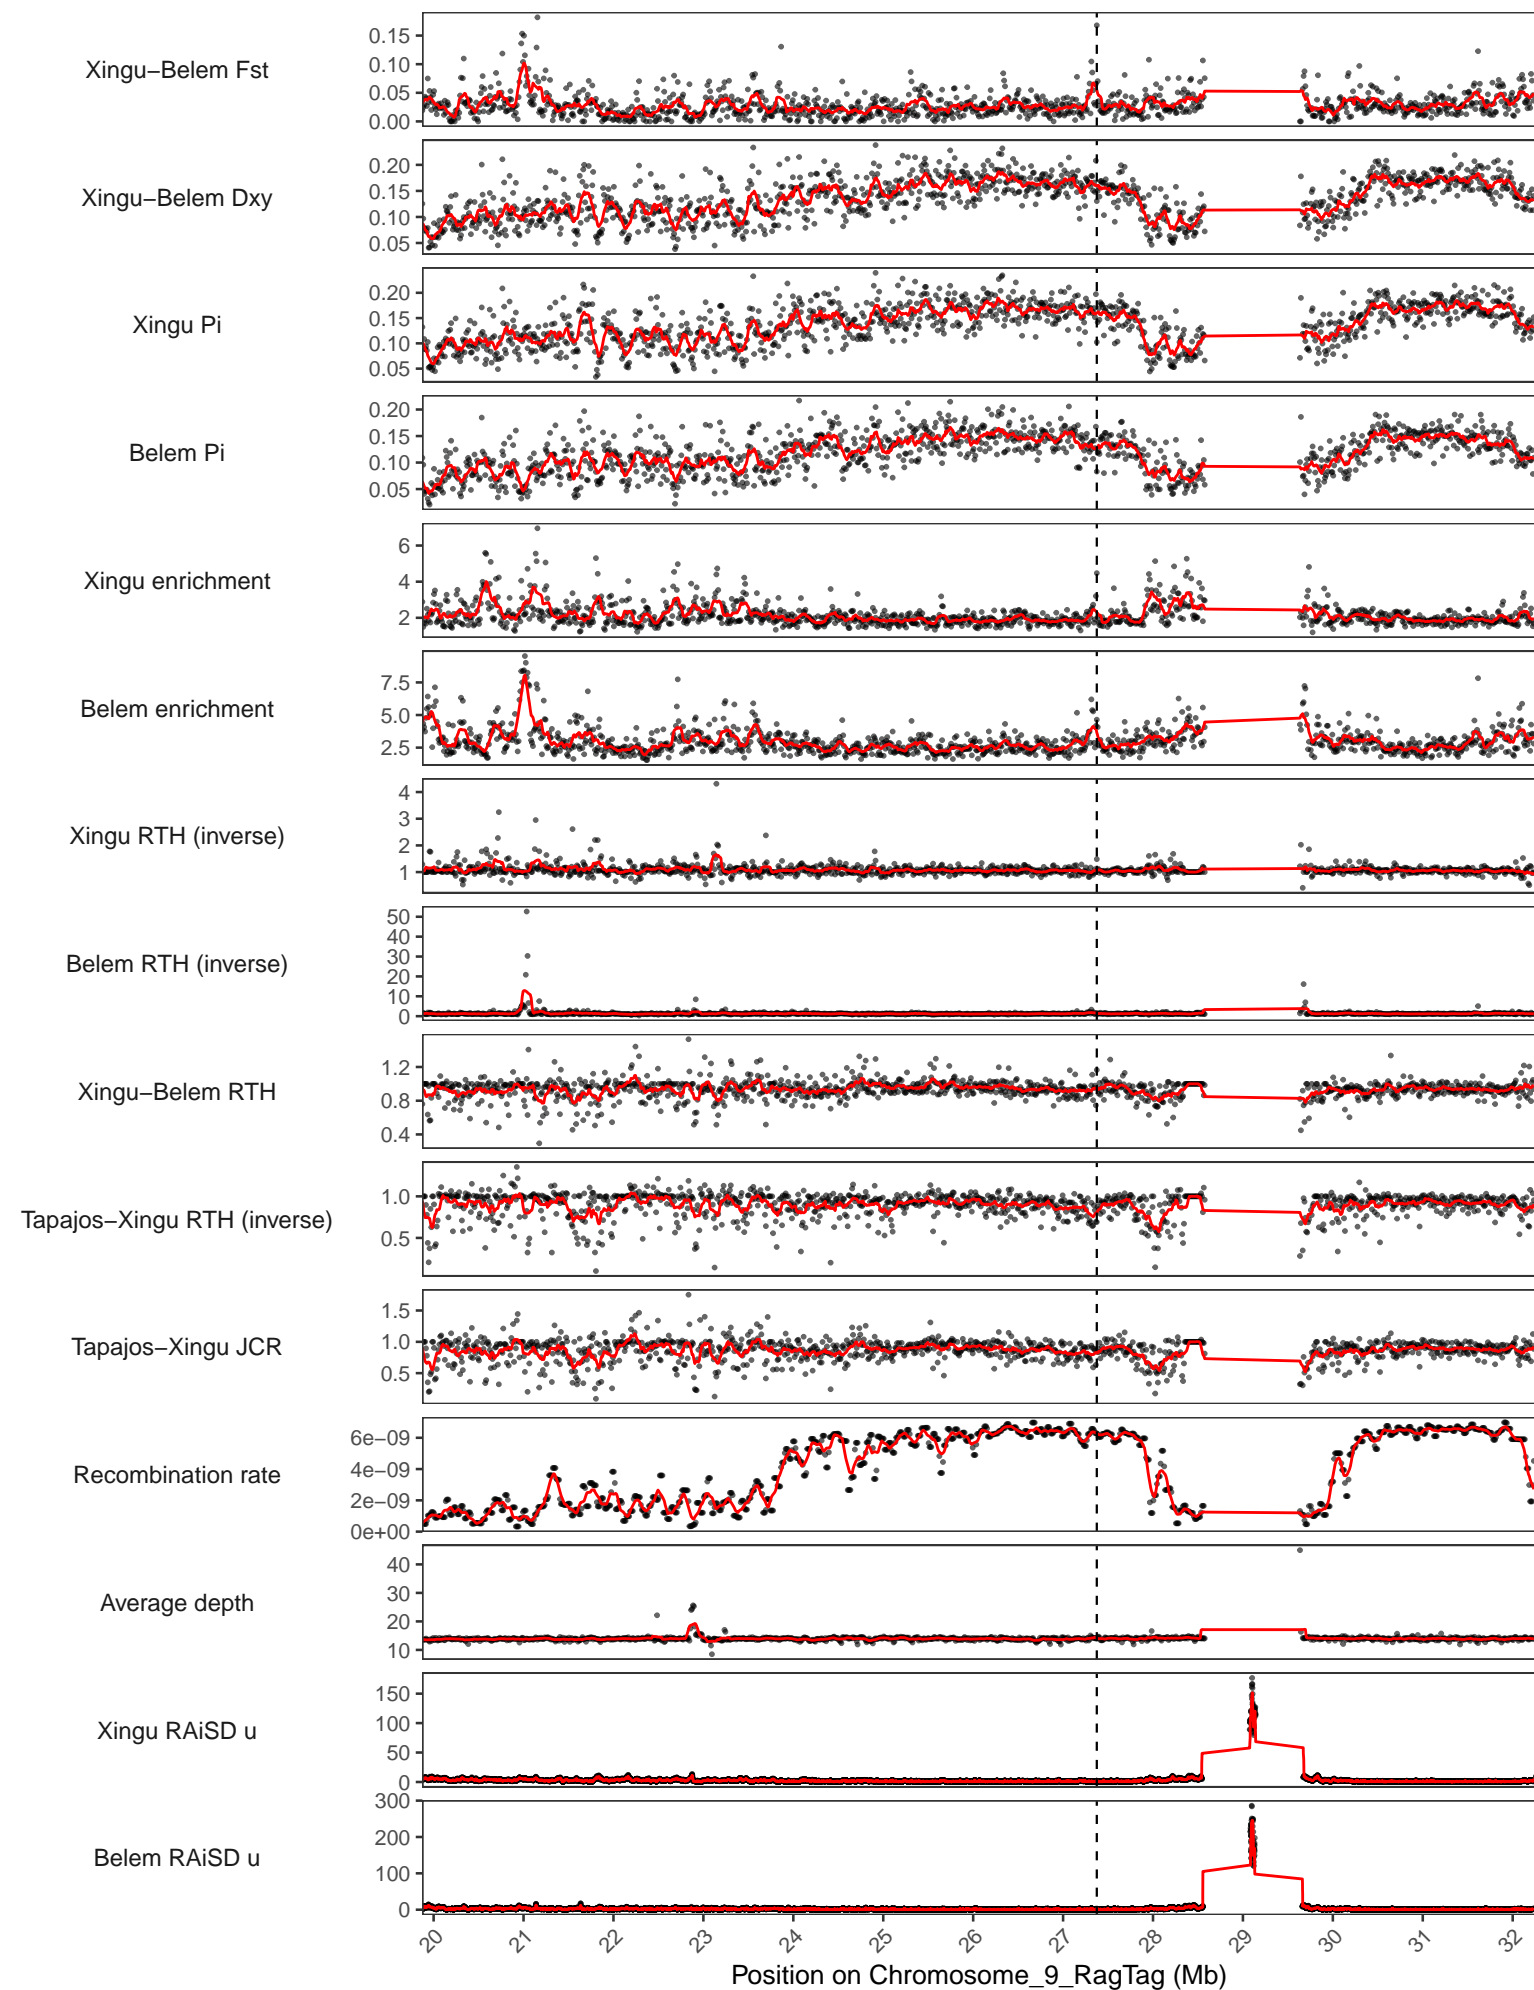 Xingu−Belem Fst
0.15
0.10
0.05
0.00
Xingu−Belem Dxy
0.20
0.15
0.10
0.05
Xingu Pi
0.20
0.15
0.10
0.05
Belem Pi
0.20
0.15
0.10
0.05
Xingu enrichment
6
4
2
Belem enrichment
7.5
5.0
2.5
Xingu RTH (inverse)
4
3
2
1
Belem RTH (inverse)
50
40
30
20
10
0
Xingu−Belem RTH
1.2
0.8
0.4
Tapajos−Xingu RTH (inverse)
1.0
0.5
Tapajos−Xingu JCR
1.5
1.0
0.5
Recombination rate
6e−09
4e−09
2e−09
0e+00
Average depth
40
30
20
10
Xingu RAiSD u
150
100
50
0
Belem RAiSD u
300
200
100
0
20 21 22 23 24 25 26 27 28 29 30 31 32
Position on Chromosome_9_RagTag (Mb)